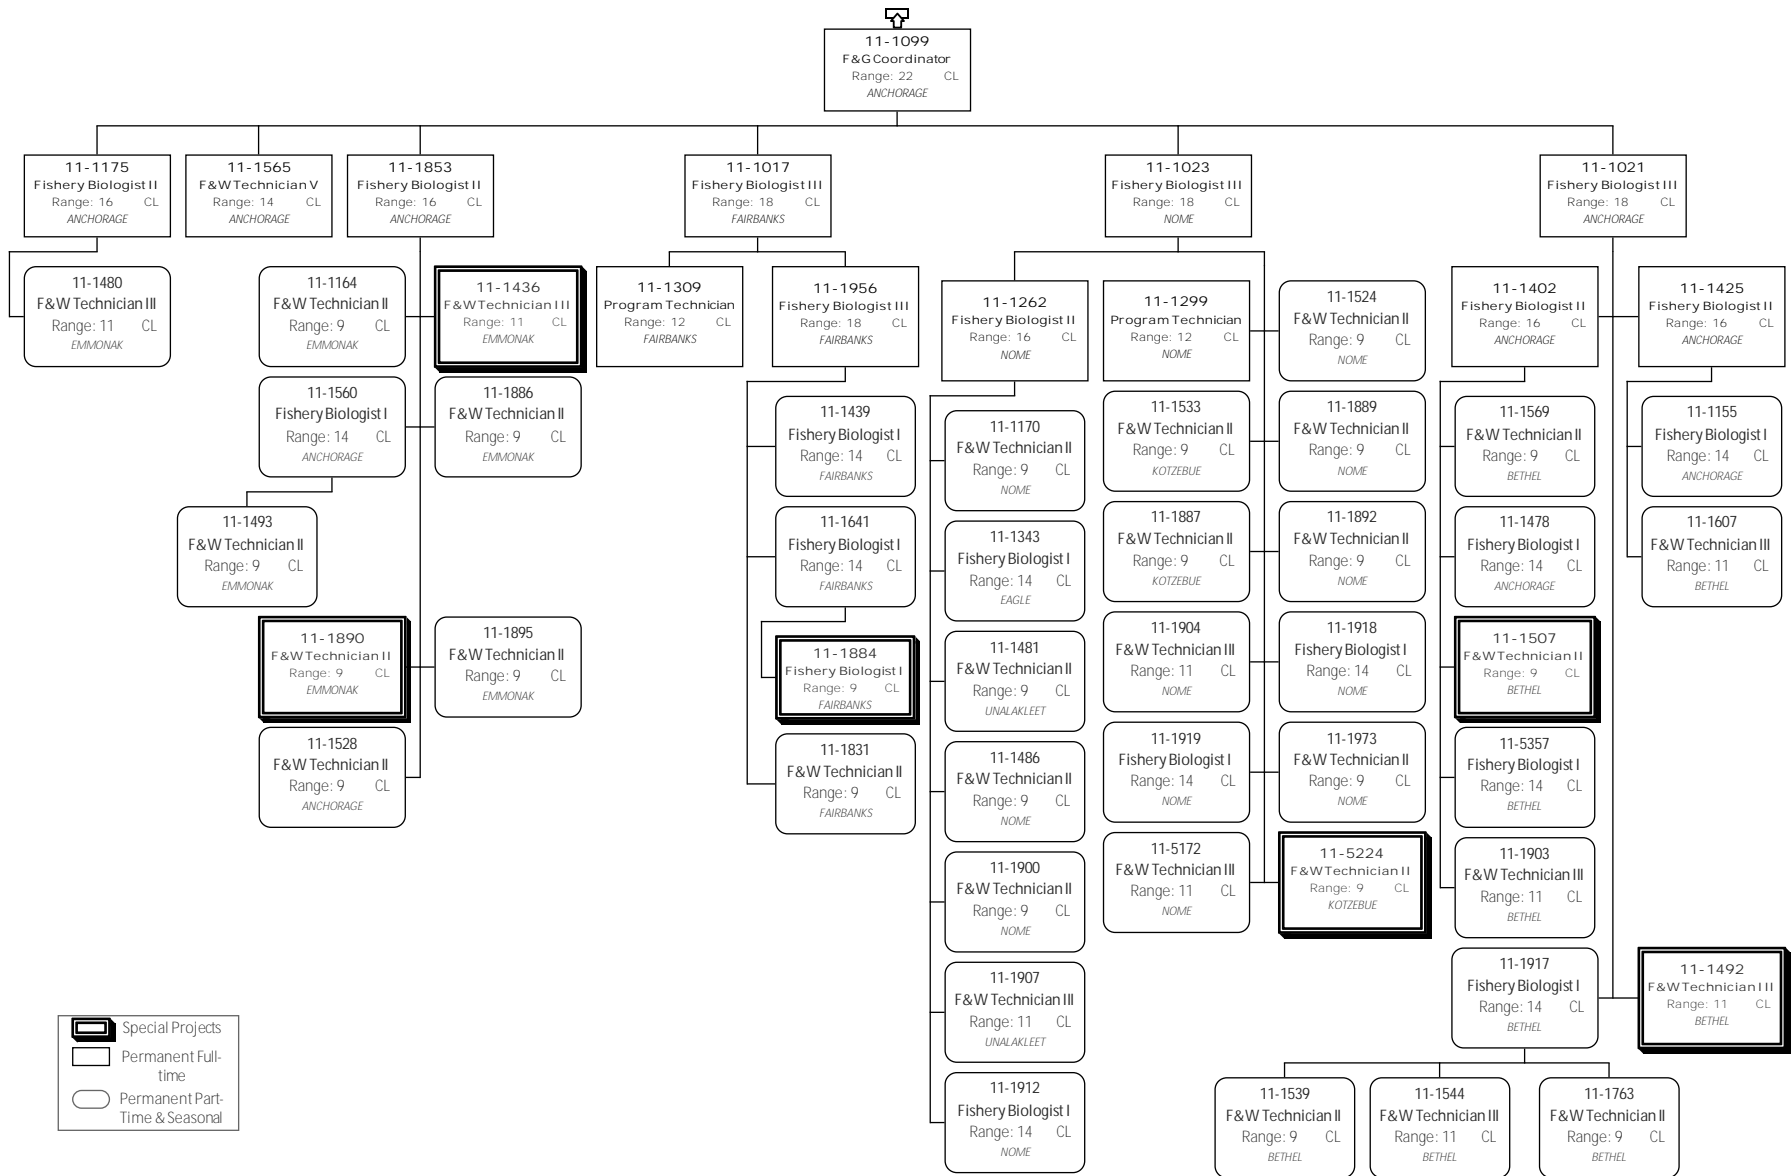 11-1099
F&G Coordinator
Range: 22 CL
ANCHORAGE
11-1175
Fishery Biologist II
Range: 16 CL
ANCHORAGE
11-1565
F&W Technician V
Range: 14 CL
ANCHORAGE
11-1853
Fishery Biologist II
Range: 16 CL
ANCHORAGE
11-1017
Fishery Biologist III
Range: 18 CL
FAIRBANKS
11-1023
Fishery Biologist III
Range: 18 CL
NOME
11-1021
Fishery Biologist III
Range: 18 CL
ANCHORAGE
11-1480
F&W Technician III
Range: 11 CL
EMMONAK
11-1164
F&W Technician II
Range: 9 CL
EMMONAK
11-1436
F&W Technician III
Range: 11 CL
EMMONAK
11-1560
Fishery Biologist I
Range: 14 CL
ANCHORAGE
11-1886
F&W Technician II
Range: 9 CL
EMMONAK
11-1493
F&W Technician II
Range: 9 CL
EMMONAK
11-1890
F&W Technician II
Range: 9 CL
EMMONAK
11-1895
F&W Technician II
Range: 9 CL
EMMONAK
11-1528
F&W Technician II
Range: 9 CL
ANCHORAGE
11-1309
Program Technician
Range: 12 CL
FAIRBANKS
11-1956
Fishery Biologist III
Range: 18 CL
FAIRBANKS
11-1439
Fishery Biologist I
Range: 14 CL
FAIRBANKS
11-1641
Fishery Biologist I
Range: 14 CL
FAIRBANKS
11-1884
Fishery Biologist I
Range: 9 CL
FAIRBANKS
11-1831
F&W Technician II
Range: 9 CL
FAIRBANKS
11-1262
Fishery Biologist II
Range: 16 CL
NOME
11-1170
F&W Technician II
Range: 9 CL
NOME
11-1343
Fishery Biologist I
Range: 14 CL
EAGLE
11-1481
F&W Technician II
Range: 9 CL
UNALAKLEET
11-1486
F&W Technician II
Range: 9 CL
NOME
11-1900
F&W Technician II
Range: 9 CL
NOME
11-1907
F&W Technician III
Range: 11 CL
UNALAKLEET
11-1912
Fishery Biologist I
Range: 14 CL
NOME
11-1299
Program Technician
Range: 12 CL
NOME
11-1524
F&W Technician II
Range: 9 CL
NOME
11-1533
F&W Technician II
Range: 9 CL
KOTZEBUE
11-1889
F&W Technician II
Range: 9 CL
NOME
11-1887
F&W Technician II
Range: 9 CL
KOTZEBUE
11-1892
F&W Technician II
Range: 9 CL
NOME
11-1904
F&W Technician III
Range: 11 CL
NOME
11-1918
Fishery Biologist I
Range: 14 CL
NOME
11-1919
Fishery Biologist I
Range: 14 CL
NOME
11-1973
F&W Technician II
Range: 9 CL
NOME
11-5172
F&W Technician III
Range: 11 CL
NOME
11-5224
F&W Technician II
Range: 9 CL
KOTZEBUE
11-1402
Fishery Biologist II
Range: 16 CL
ANCHORAGE
11-1425
Fishery Biologist II
Range: 16 CL
ANCHORAGE
11-1569
F&W Technician II
Range: 9 CL
BETHEL
11-1155
Fishery Biologist I
Range: 14 CL
ANCHORAGE
11-1478
Fishery Biologist I
Range: 14 CL
ANCHORAGE
11-1607
F&W Technician III
Range: 11 CL
BETHEL
11-1507
F&W Technician II
Range: 9 CL
BETHEL
11-5357
Fishery Biologist I
Range: 14 CL
BETHEL
11-1903
F&W Technician III
Range: 11 CL
BETHEL
11-1917
Fishery Biologist I
Range: 14 CL
BETHEL
11-1492
F&W Technician III
Range: 11 CL
BETHEL
11-1539
F&W Technician II
Range: 9 CL
BETHEL
11-1544
F&W Technician III
Range: 11 CL
BETHEL
11-1763
F&W Technician II
Range: 9 CL
BETHEL
Special Projects
Permanent Full-
time
Permanent Part-
Time & Seasonal